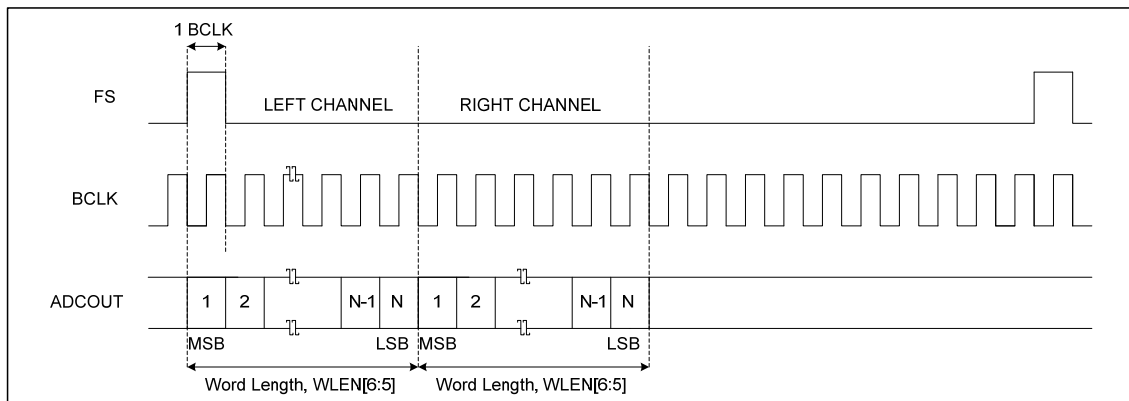 1 BCLK
FS
LEFT CHANNEL RIGHT CHANNEL
BCLK
ADCOUT
1 2 N-1 N 1 2 N-1 N
MSB LSB MSB LSB
Word Length, WLEN[6:5] Word Length, WLEN[6:5]